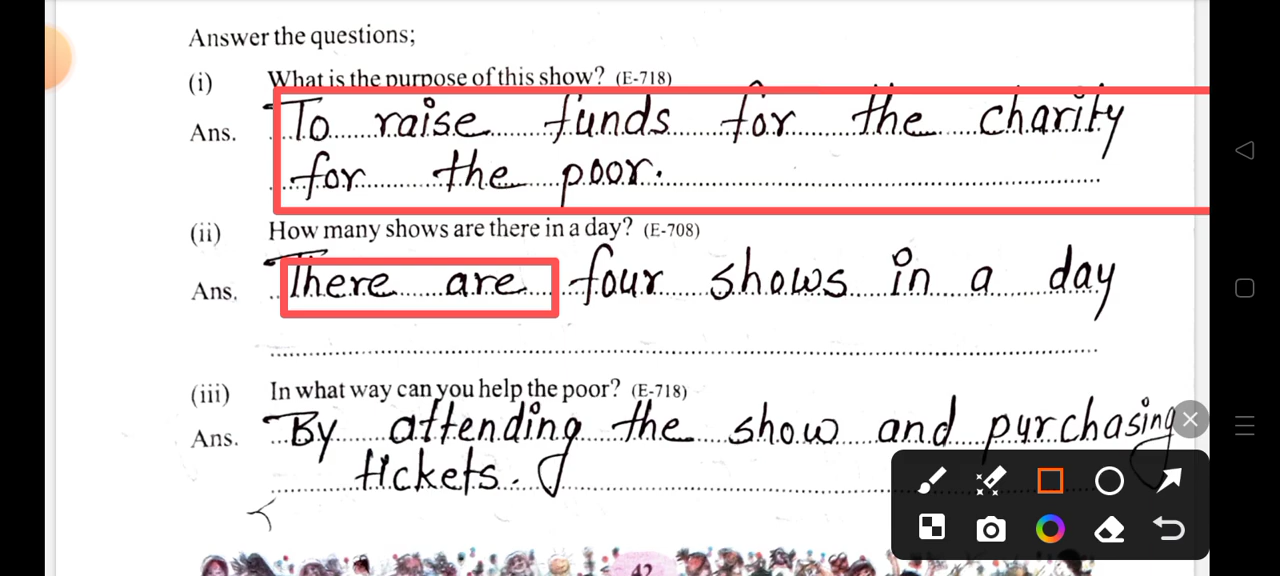 Answer the questions;
(i) What is the purpose of this show? (E-718)
Ans. To raise funds for the charity
for the poor.
(ii) How many shows are there in a day? (E-708)
Ans. There are four shows in a day
(iii) In what way can you help the poor? (E-718)
Ans. By attending the show and purchasing
tickets.
42